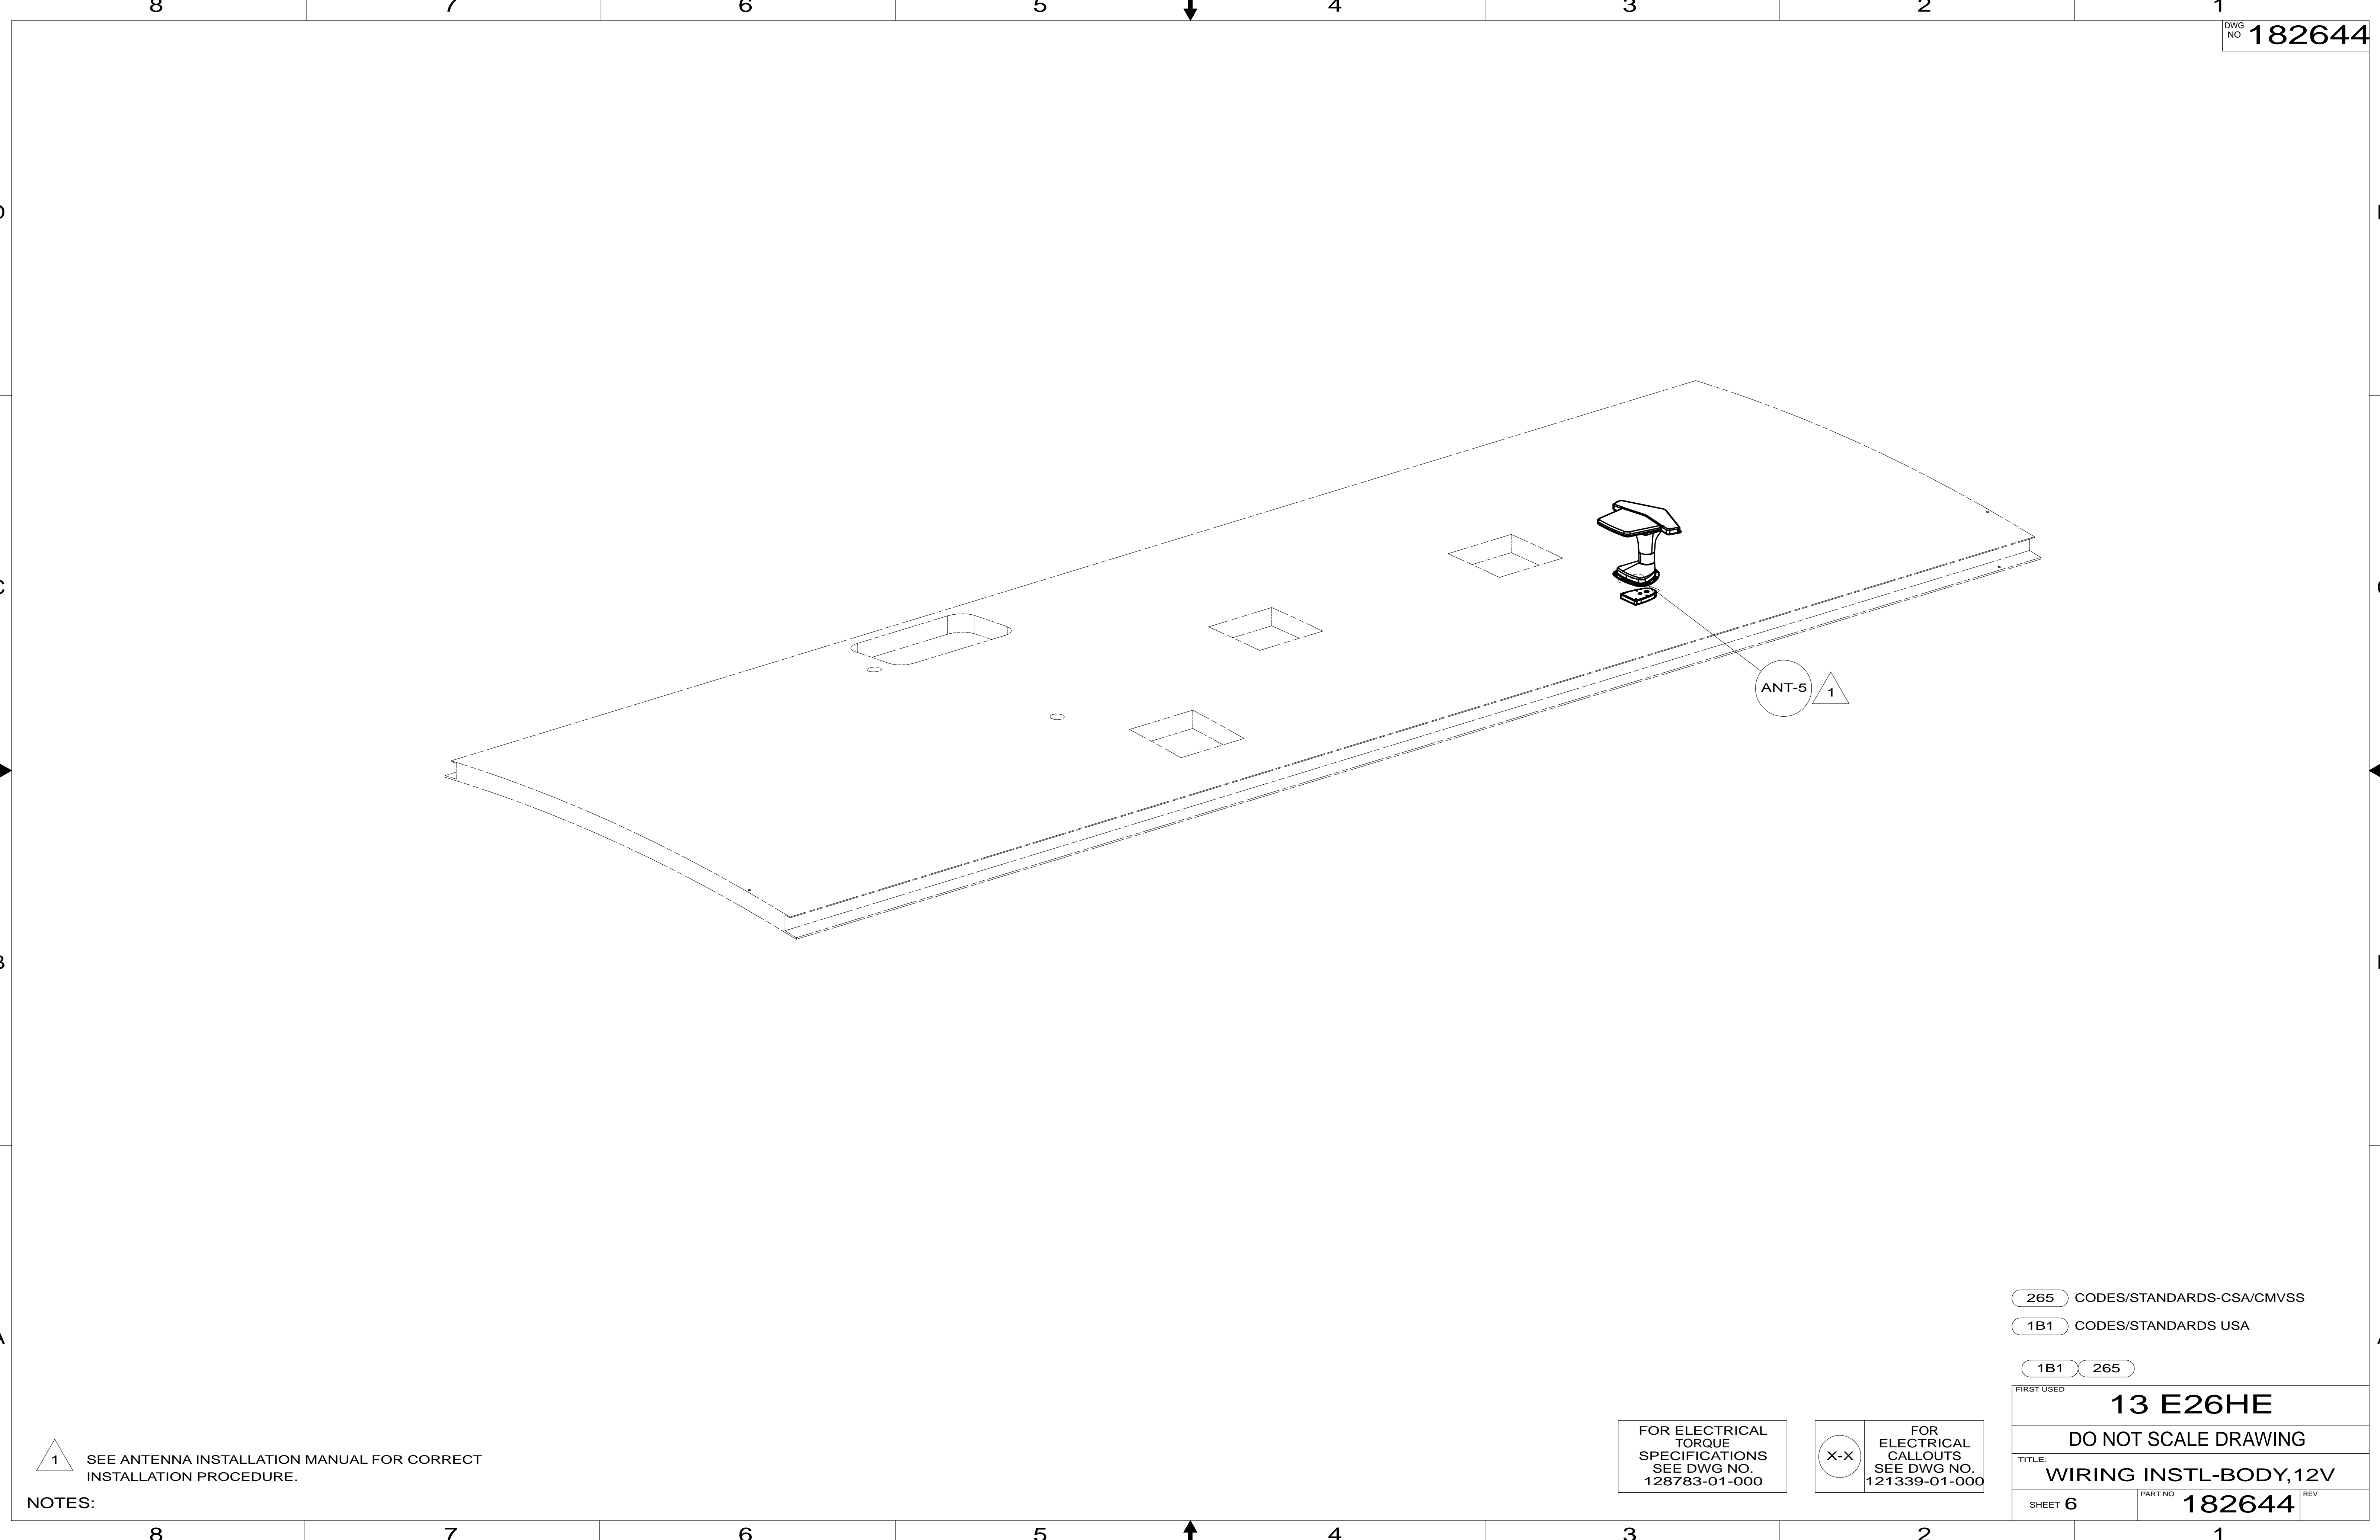 8 7 6 5 4 3 2 1
DWG
NO 182644
D
C
B
A
ANT-5 1
265 CODES/STANDARDS-CSA/CMVSS
1B1 CODES/STANDARDS USA
1B1 265
FIRST USED
13 E26HE
DO NOT SCALE DRAWING
TITLE:
WIRING INSTL-BODY,12V
SHEET 6
PART NO 182644
REV
FOR ELECTRICAL
TORQUE
SPECIFICATIONS
SEE DWG NO.
128783-01-000
X-X
FOR
ELECTRICAL
CALLOUTS
SEE DWG NO.
121339-01-000
1 SEE ANTENNA INSTALLATION MANUAL FOR CORRECT
INSTALLATION PROCEDURE.
NOTES:
8 7 6 5 4 3 2 1